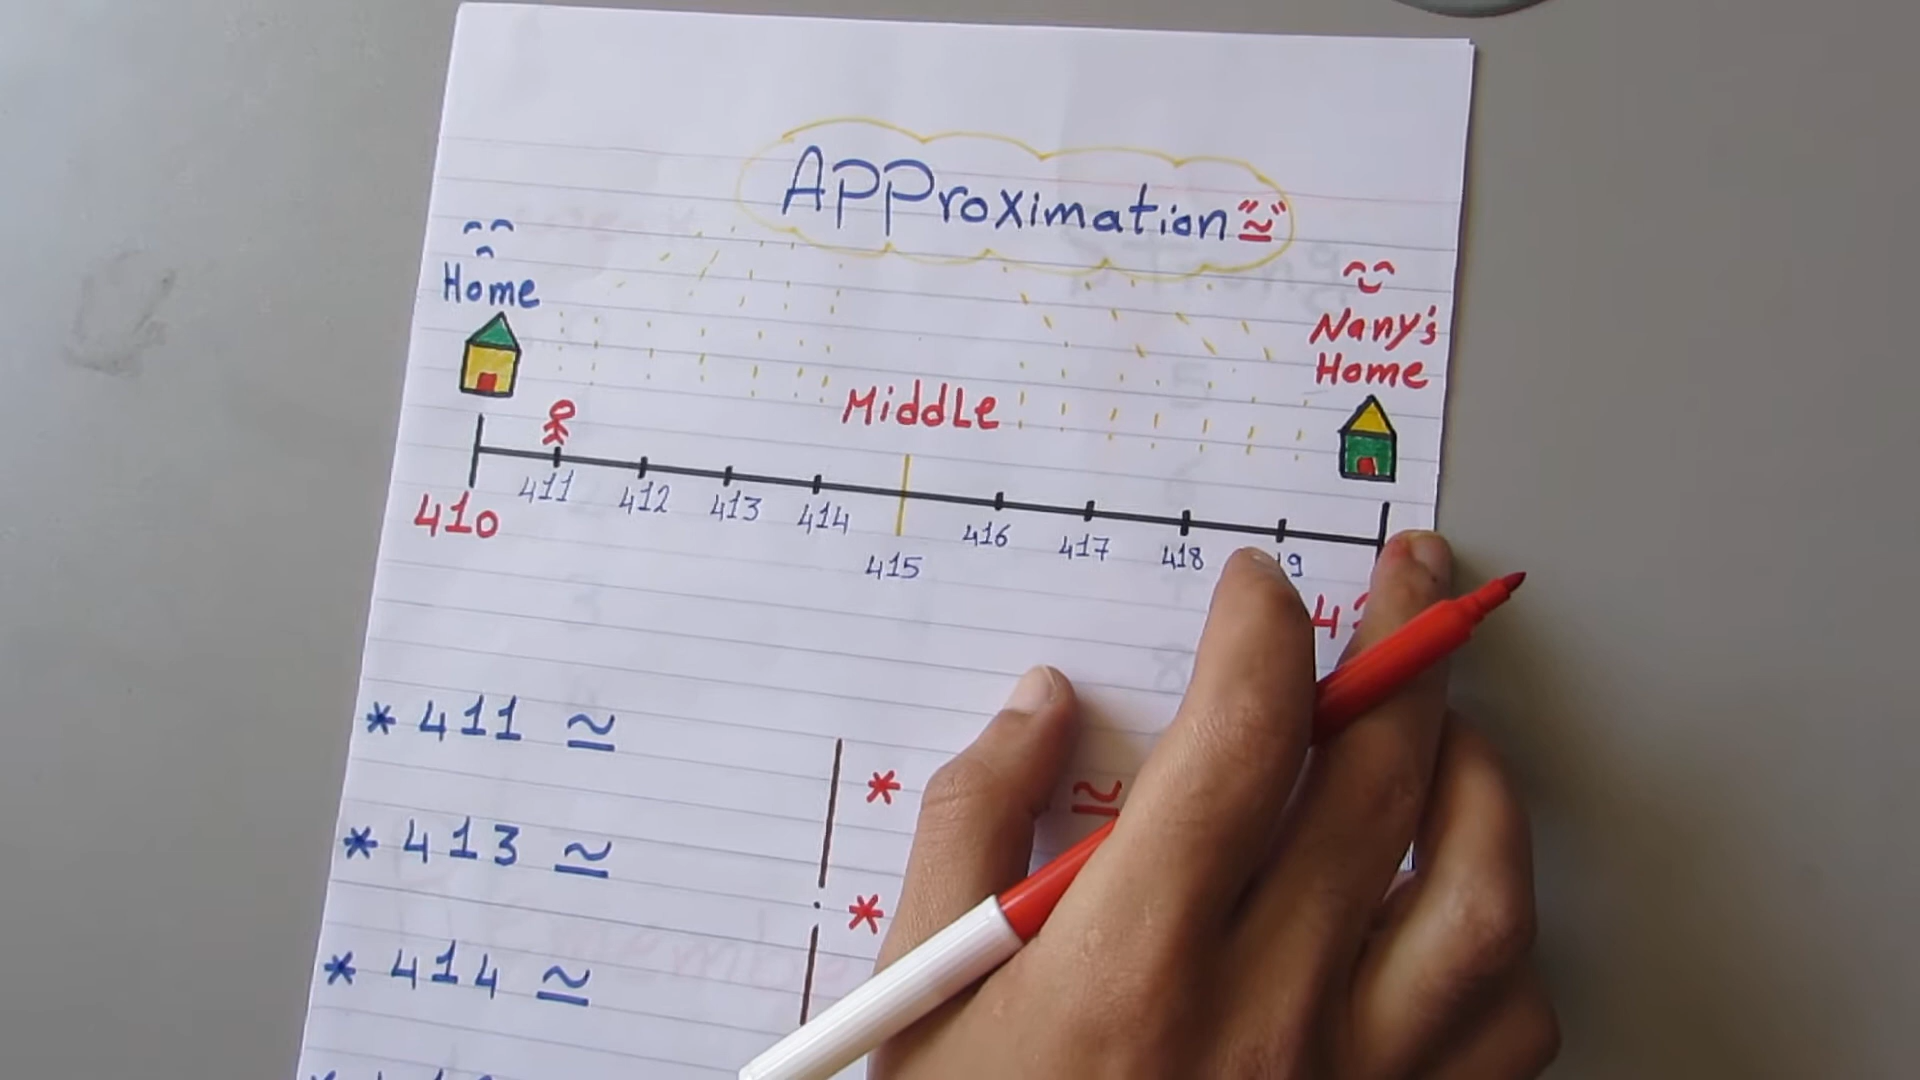 APProximation "≅"
Home
Nany's
Home
Middle
410 411 412 413 414 415 416 417 418
* 411 ≅
* 413 ≅
* 414 ≅
* ≅
*